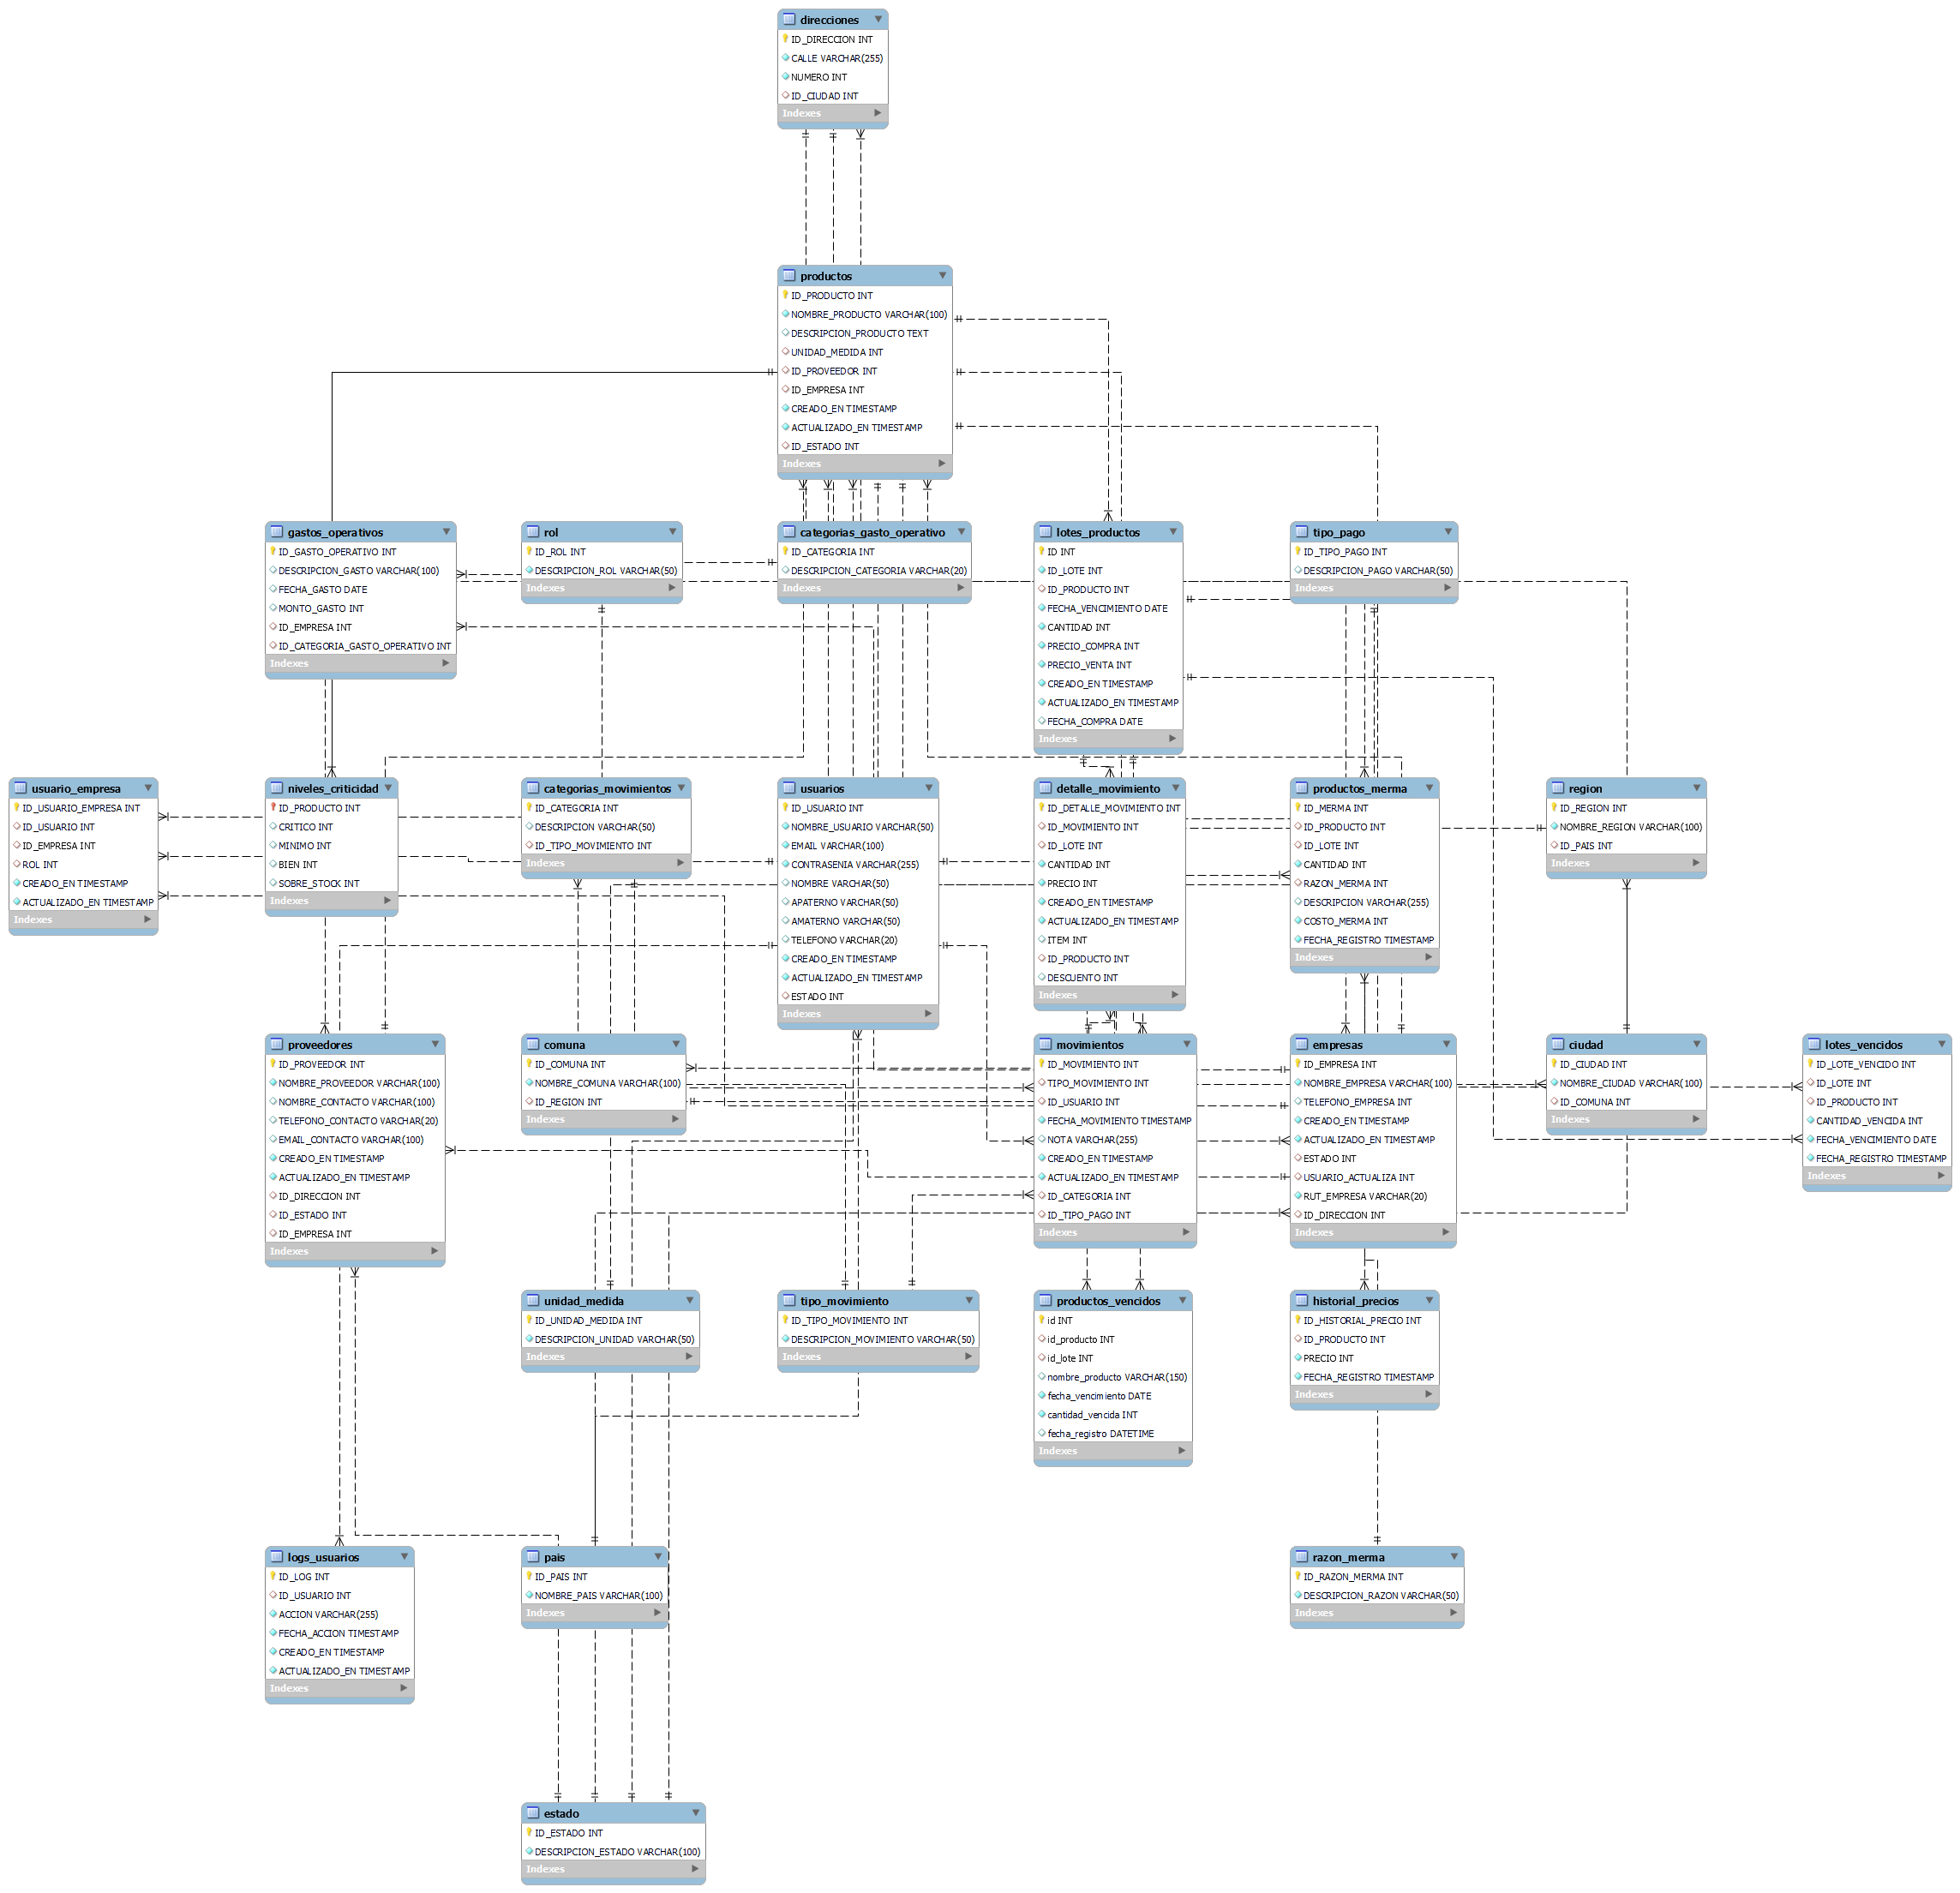 direcciones
ID_DIRECCION INT
CALLE VARCHAR(255)
NUMERO INT
ID_CIUDAD INT
Indexes
productos
ID_PRODUCTO INT
NOMBRE_PRODUCTO VARCHAR(100)
DESCRIPCION_PRODUCTO TEXT
UNIDAD_MEDIDA INT
ID_PROVEEDOR INT
ID_EMPRESA INT
CREADO_EN TIMESTAMP
ACTUALIZADO_EN TIMESTAMP
ID_ESTADO INT
Indexes
gastos_operativos
ID_GASTO_OPERATIVO INT
DESCRIPCION_GASTO VARCHAR(100)
FECHA_GASTO DATE
MONTO_GASTO INT
ID_EMPRESA INT
ID_CATEGORIA_GASTO_OPERATIVO INT
Indexes
rol
ID_ROL INT
DESCRIPCION_ROL VARCHAR(50)
Indexes
categorias_gasto_operativo
ID_CATEGORIA INT
DESCRIPCION_CATEGORIA VARCHAR(20)
Indexes
lotes_productos
ID INT
ID_LOTE INT
ID_PRODUCTO INT
FECHA_VENCIMIENTO DATE
CANTIDAD INT
PRECIO_COMPRA INT
PRECIO_VENTA INT
CREADO_EN TIMESTAMP
ACTUALIZADO_EN TIMESTAMP
FECHA_COMPRA DATE
Indexes
tipo_pago
ID_TIPO_PAGO INT
DESCRIPCION_PAGO VARCHAR(50)
Indexes
usuario_empresa
ID_USUARIO_EMPRESA INT
ID_USUARIO INT
ID_EMPRESA INT
ROL INT
CREADO_EN TIMESTAMP
ACTUALIZADO_EN TIMESTAMP
Indexes
niveles_criticidad
ID_PRODUCTO INT
CRITICO INT
MINIMO INT
BIEN INT
SOBRE_STOCK INT
Indexes
categorias_movimientos
ID_CATEGORIA INT
DESCRIPCION VARCHAR(50)
ID_TIPO_MOVIMIENTO INT
Indexes
usuarios
ID_USUARIO INT
NOMBRE_USUARIO VARCHAR(50)
EMAIL VARCHAR(100)
CONTRASENIA VARCHAR(255)
NOMBRE VARCHAR(50)
APATERNO VARCHAR(50)
AMATERNO VARCHAR(50)
TELEFONO VARCHAR(20)
CREADO_EN TIMESTAMP
ACTUALIZADO_EN TIMESTAMP
ESTADO INT
Indexes
detalle_movimiento
ID_DETALLE_MOVIMIENTO INT
ID_MOVIMIENTO INT
ID_LOTE INT
CANTIDAD INT
PRECIO INT
CREADO_EN TIMESTAMP
ACTUALIZADO_EN TIMESTAMP
ITEM INT
ID_PRODUCTO INT
DESCUENTO INT
Indexes
productos_merma
ID_MERMA INT
ID_PRODUCTO INT
ID_LOTE INT
CANTIDAD INT
RAZON_MERMA INT
DESCRIPCION VARCHAR(255)
COSTO_MERMA INT
FECHA_REGISTRO TIMESTAMP
Indexes
region
ID_REGION INT
NOMBRE_REGION VARCHAR(100)
ID_PAIS INT
Indexes
proveedores
ID_PROVEEDOR INT
NOMBRE_PROVEEDOR VARCHAR(100)
NOMBRE_CONTACTO VARCHAR(100)
TELEFONO_CONTACTO VARCHAR(20)
EMAIL_CONTACTO VARCHAR(100)
CREADO_EN TIMESTAMP
ACTUALIZADO_EN TIMESTAMP
ID_DIRECCION INT
ID_ESTADO INT
ID_EMPRESA INT
Indexes
comuna
ID_COMUNA INT
NOMBRE_COMUNA VARCHAR(100)
ID_REGION INT
Indexes
movimientos
ID_MOVIMIENTO INT
TIPO_MOVIMIENTO INT
ID_USUARIO INT
FECHA_MOVIMIENTO TIMESTAMP
NOTA VARCHAR(255)
CREADO_EN TIMESTAMP
ACTUALIZADO_EN TIMESTAMP
ID_CATEGORIA INT
ID_TIPO_PAGO INT
Indexes
empresas
ID_EMPRESA INT
NOMBRE_EMPRESA VARCHAR(100)
TELEFONO_EMPRESA INT
CREADO_EN TIMESTAMP
ACTUALIZADO_EN TIMESTAMP
ESTADO INT
USUARIO_ACTUALIZA INT
RUT_EMPRESA VARCHAR(20)
ID_DIRECCION INT
Indexes
ciudad
ID_CIUDAD INT
NOMBRE_CIUDAD VARCHAR(100)
ID_COMUNA INT
Indexes
lotes_vencidos
ID_LOTE_VENCIDO INT
ID_LOTE INT
ID_PRODUCTO INT
CANTIDAD_VENCIDA INT
FECHA_VENCIMIENTO DATE
FECHA_REGISTRO TIMESTAMP
Indexes
unidad_medida
ID_UNIDAD_MEDIDA INT
DESCRIPCION_UNIDAD VARCHAR(50)
Indexes
tipo_movimiento
ID_TIPO_MOVIMIENTO INT
DESCRIPCION_MOVIMIENTO VARCHAR(50)
Indexes
productos_vencidos
id INT
id_producto INT
id_lote INT
nombre_producto VARCHAR(150)
fecha_vencimiento DATE
cantidad_vencida INT
fecha_registro DATETIME
Indexes
historial_precios
ID_HISTORIAL_PRECIO INT
ID_PRODUCTO INT
PRECIO INT
FECHA_REGISTRO TIMESTAMP
Indexes
logs_usuarios
ID_LOG INT
ID_USUARIO INT
ACCION VARCHAR(255)
FECHA_ACCION TIMESTAMP
CREADO_EN TIMESTAMP
ACTUALIZADO_EN TIMESTAMP
Indexes
pais
ID_PAIS INT
NOMBRE_PAIS VARCHAR(100)
Indexes
razon_merma
ID_RAZON_MERMA INT
DESCRIPCION_RAZON VARCHAR(50)
Indexes
estado
ID_ESTADO INT
DESCRIPCION_ESTADO VARCHAR(100)
Indexes